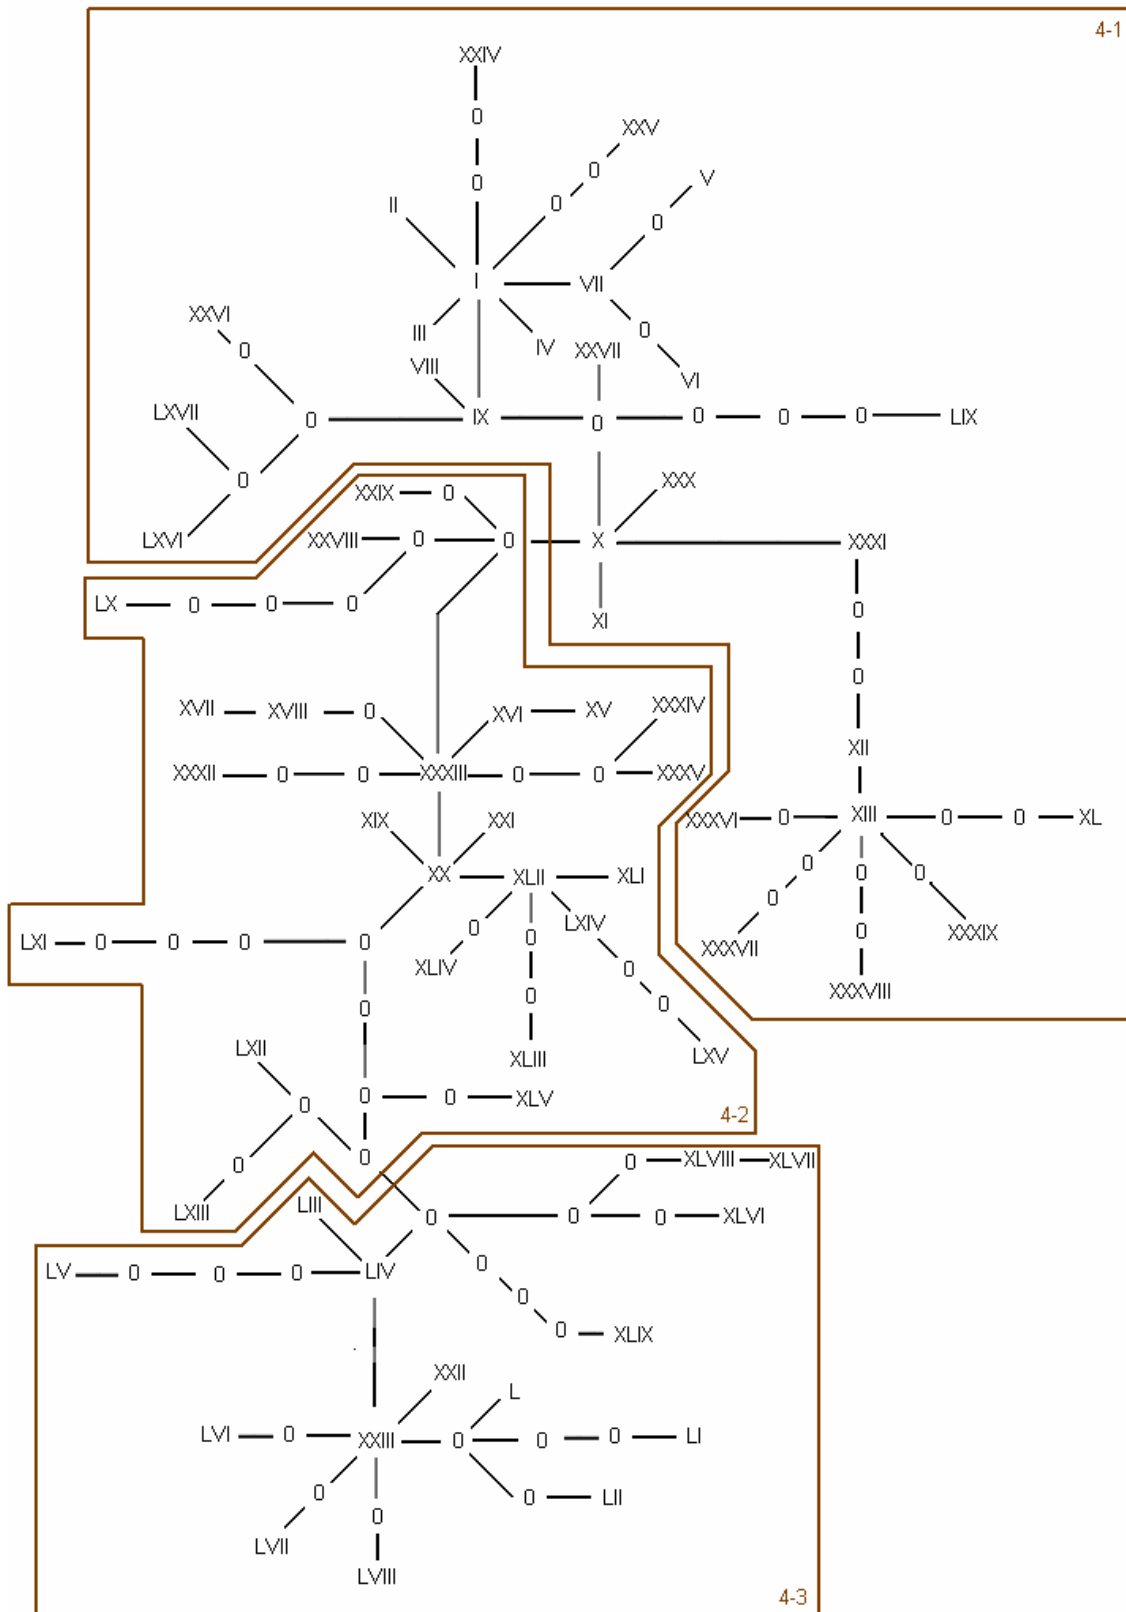 4-1
XXIV
0
XXV
0
0
V
II
0
0
I
VII
XXVI
III
IV
0
0
XXVII
VIII
VI
LXVII
0
IX
0
0
0
0
LIX
0
XXX
XXIX
0
LXVI
XXVIII
0
0
X
XXXI
LX
0
0
0
XI
0
0
XVII
XVIII
0
XVI
XV
XXXIV
XII
XXXII
0
0
XXXIII
0
0
XXXV
XIX
XXI
XXXVI
0
XIII
0
0
XL
XX
XLII
XLI
0
0
0
0
LXIV
XXXVII
XXXIX
LXI
0
0
0
0
0
0
XLIV
0
0
XXXVIII
0
0
0
LXII
XLIII
LXV
0
0
0
XLV
4-2
0
0
0
XLVIII
XLVII
LXIII
LIII
0
0
0
XLVI
LV
0
0
0
LIV
0
0
0
XLIX
XXII
L
LVI
0
XXIII
0
0
0
LI
0
0
LII
0
LVII
LVIII
4-3